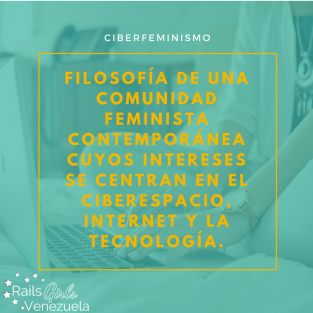 CIBERFEMINISMO
FILOSOFÍA DE UNA
COMUNIDAD
FEMINISTA
CONTEMPORÁNEA
CUYOS INTERESES
SE CENTRAN EN EL
CIBERESPACIO,
INTERNET Y LA
TECNOLOGÍA.
Rails Girls
Venezuela